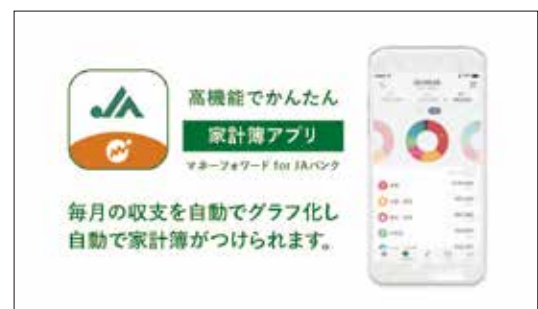 JA
高機能でかんたん
家計簿アプリ
マネーフォワード for JAバンク
毎月の収支を自動でグラフ化し
自動で家計簿がつけられます。